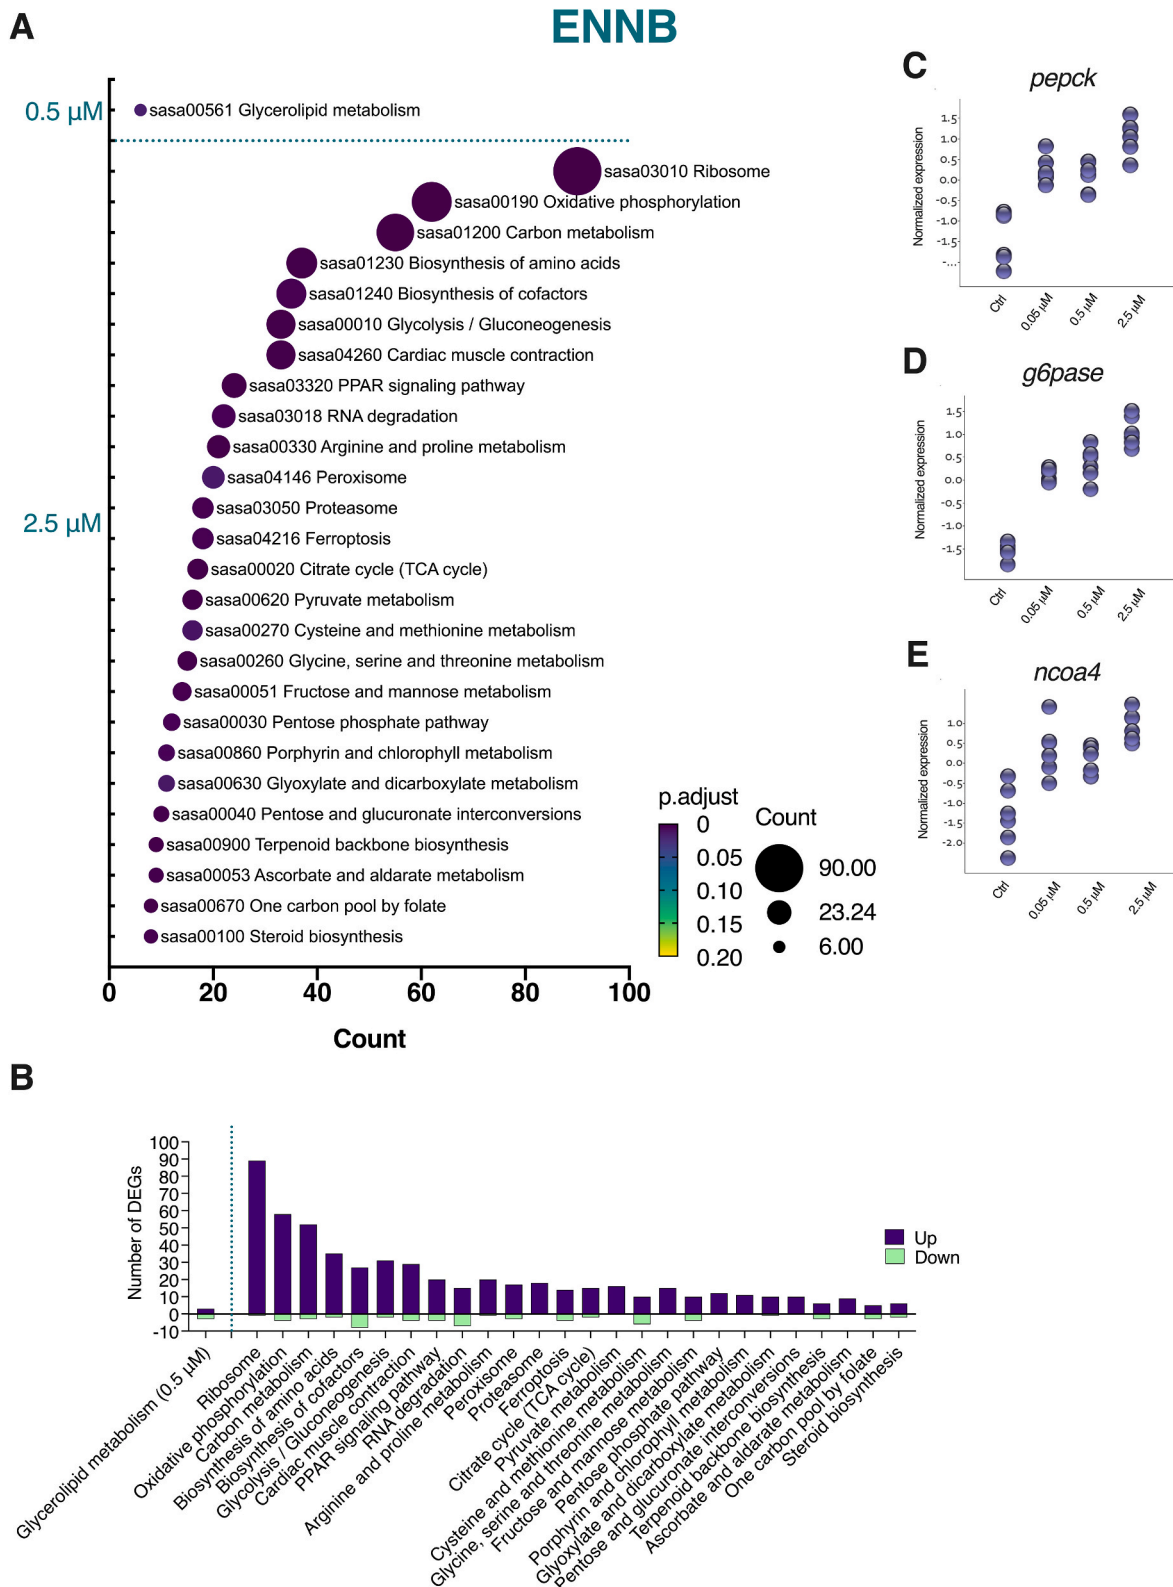 A
ENNB
0.5 µM
sasa00561 Glycerolipid metabolism
sasa03010 Ribosome
sasa00190 Oxidative phosphorylation
sasa01200 Carbon metabolism
sasa01230 Biosynthesis of amino acids
sasa01240 Biosynthesis of cofactors
sasa00010 Glycolysis / Gluconeogenesis
sasa04260 Cardiac muscle contraction
sasa03320 PPAR signaling pathway
sasa03018 RNA degradation
sasa00330 Arginine and proline metabolism
sasa04146 Peroxisome
sasa03050 Proteasome
2.5 µM
sasa04216 Ferroptosis
sasa00020 Citrate cycle (TCA cycle)
sasa00620 Pyruvate metabolism
sasa00270 Cysteine and methionine metabolism
sasa00260 Glycine, serine and threonine metabolism
sasa00051 Fructose and mannose metabolism
sasa00030 Pentose phosphate pathway
sasa00860 Porphyrin and chlorophyll metabolism
sasa00630 Glyoxylate and dicarboxylate metabolism
sasa00040 Pentose and glucuronate interconversions
sasa00900 Terpenoid backbone biosynthesis
sasa00053 Ascorbate and aldarate metabolism
sasa00670 One carbon pool by folate
sasa00100 Steroid biosynthesis
0 20 40 60 80 100
Count
p.adjust
0
0.05
0.10
0.15
0.20
Count
90.00
23.24
6.00
C
pepck
Normalized expression
1.5
1.0
0.5
0.0
-0.5
-1.0
-1.5
-...
Ctrl
0.05 µM
0.5 µM
2.5 µM
D
g6pase
Normalized expression
1.5
1.0
0.5
0.0
-0.5
-1.0
-1.5
Ctrl
0.05 µM
0.5 µM
2.5 µM
E
ncoa4
Normalized expression
1.0
0.5
0.0
-0.5
-1.0
-1.5
-2.0
Ctrl
0.05 µM
0.5 µM
2.5 µM
B
Number of DEGs
100
90
80
70
60
50
40
30
20
10
0
-10
Up
Down
Glycerolipid metabolism (0.5 µM)
Ribosome
Oxidative phosphorylation
Carbon metabolism
Biosynthesis of amino acids
Biosynthesis of cofactors
Glycolysis / Gluconeogenesis
Cardiac muscle contraction
PPAR signaling pathway
RNA degradation
Arginine and proline metabolism
Peroxisome
Proteasome
Ferroptosis
Citrate cycle (TCA cycle)
Pyruvate metabolism
Cysteine and methionine metabolism
Glycine, serine and threonine metabolism
Fructose and mannose metabolism
Pentose phosphate pathway
Porphyrin and chlorophyll metabolism
Glyoxylate and dicarboxylate metabolism
Pentose and glucuronate interconversions
Terpenoid backbone biosynthesis
Ascorbate and aldarate metabolism
One carbon pool by folate
Steroid biosynthesis